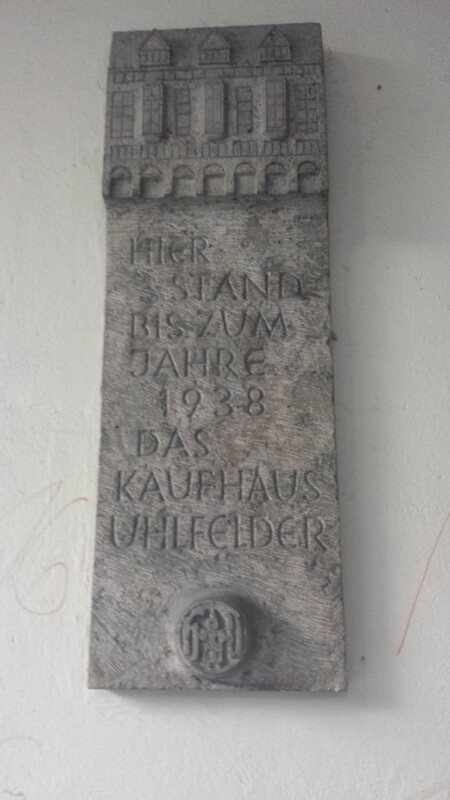 HIER
STAND
BIS ZUM
JAHRE
1938
DAS
KAUFHAUS
UHLFELDER